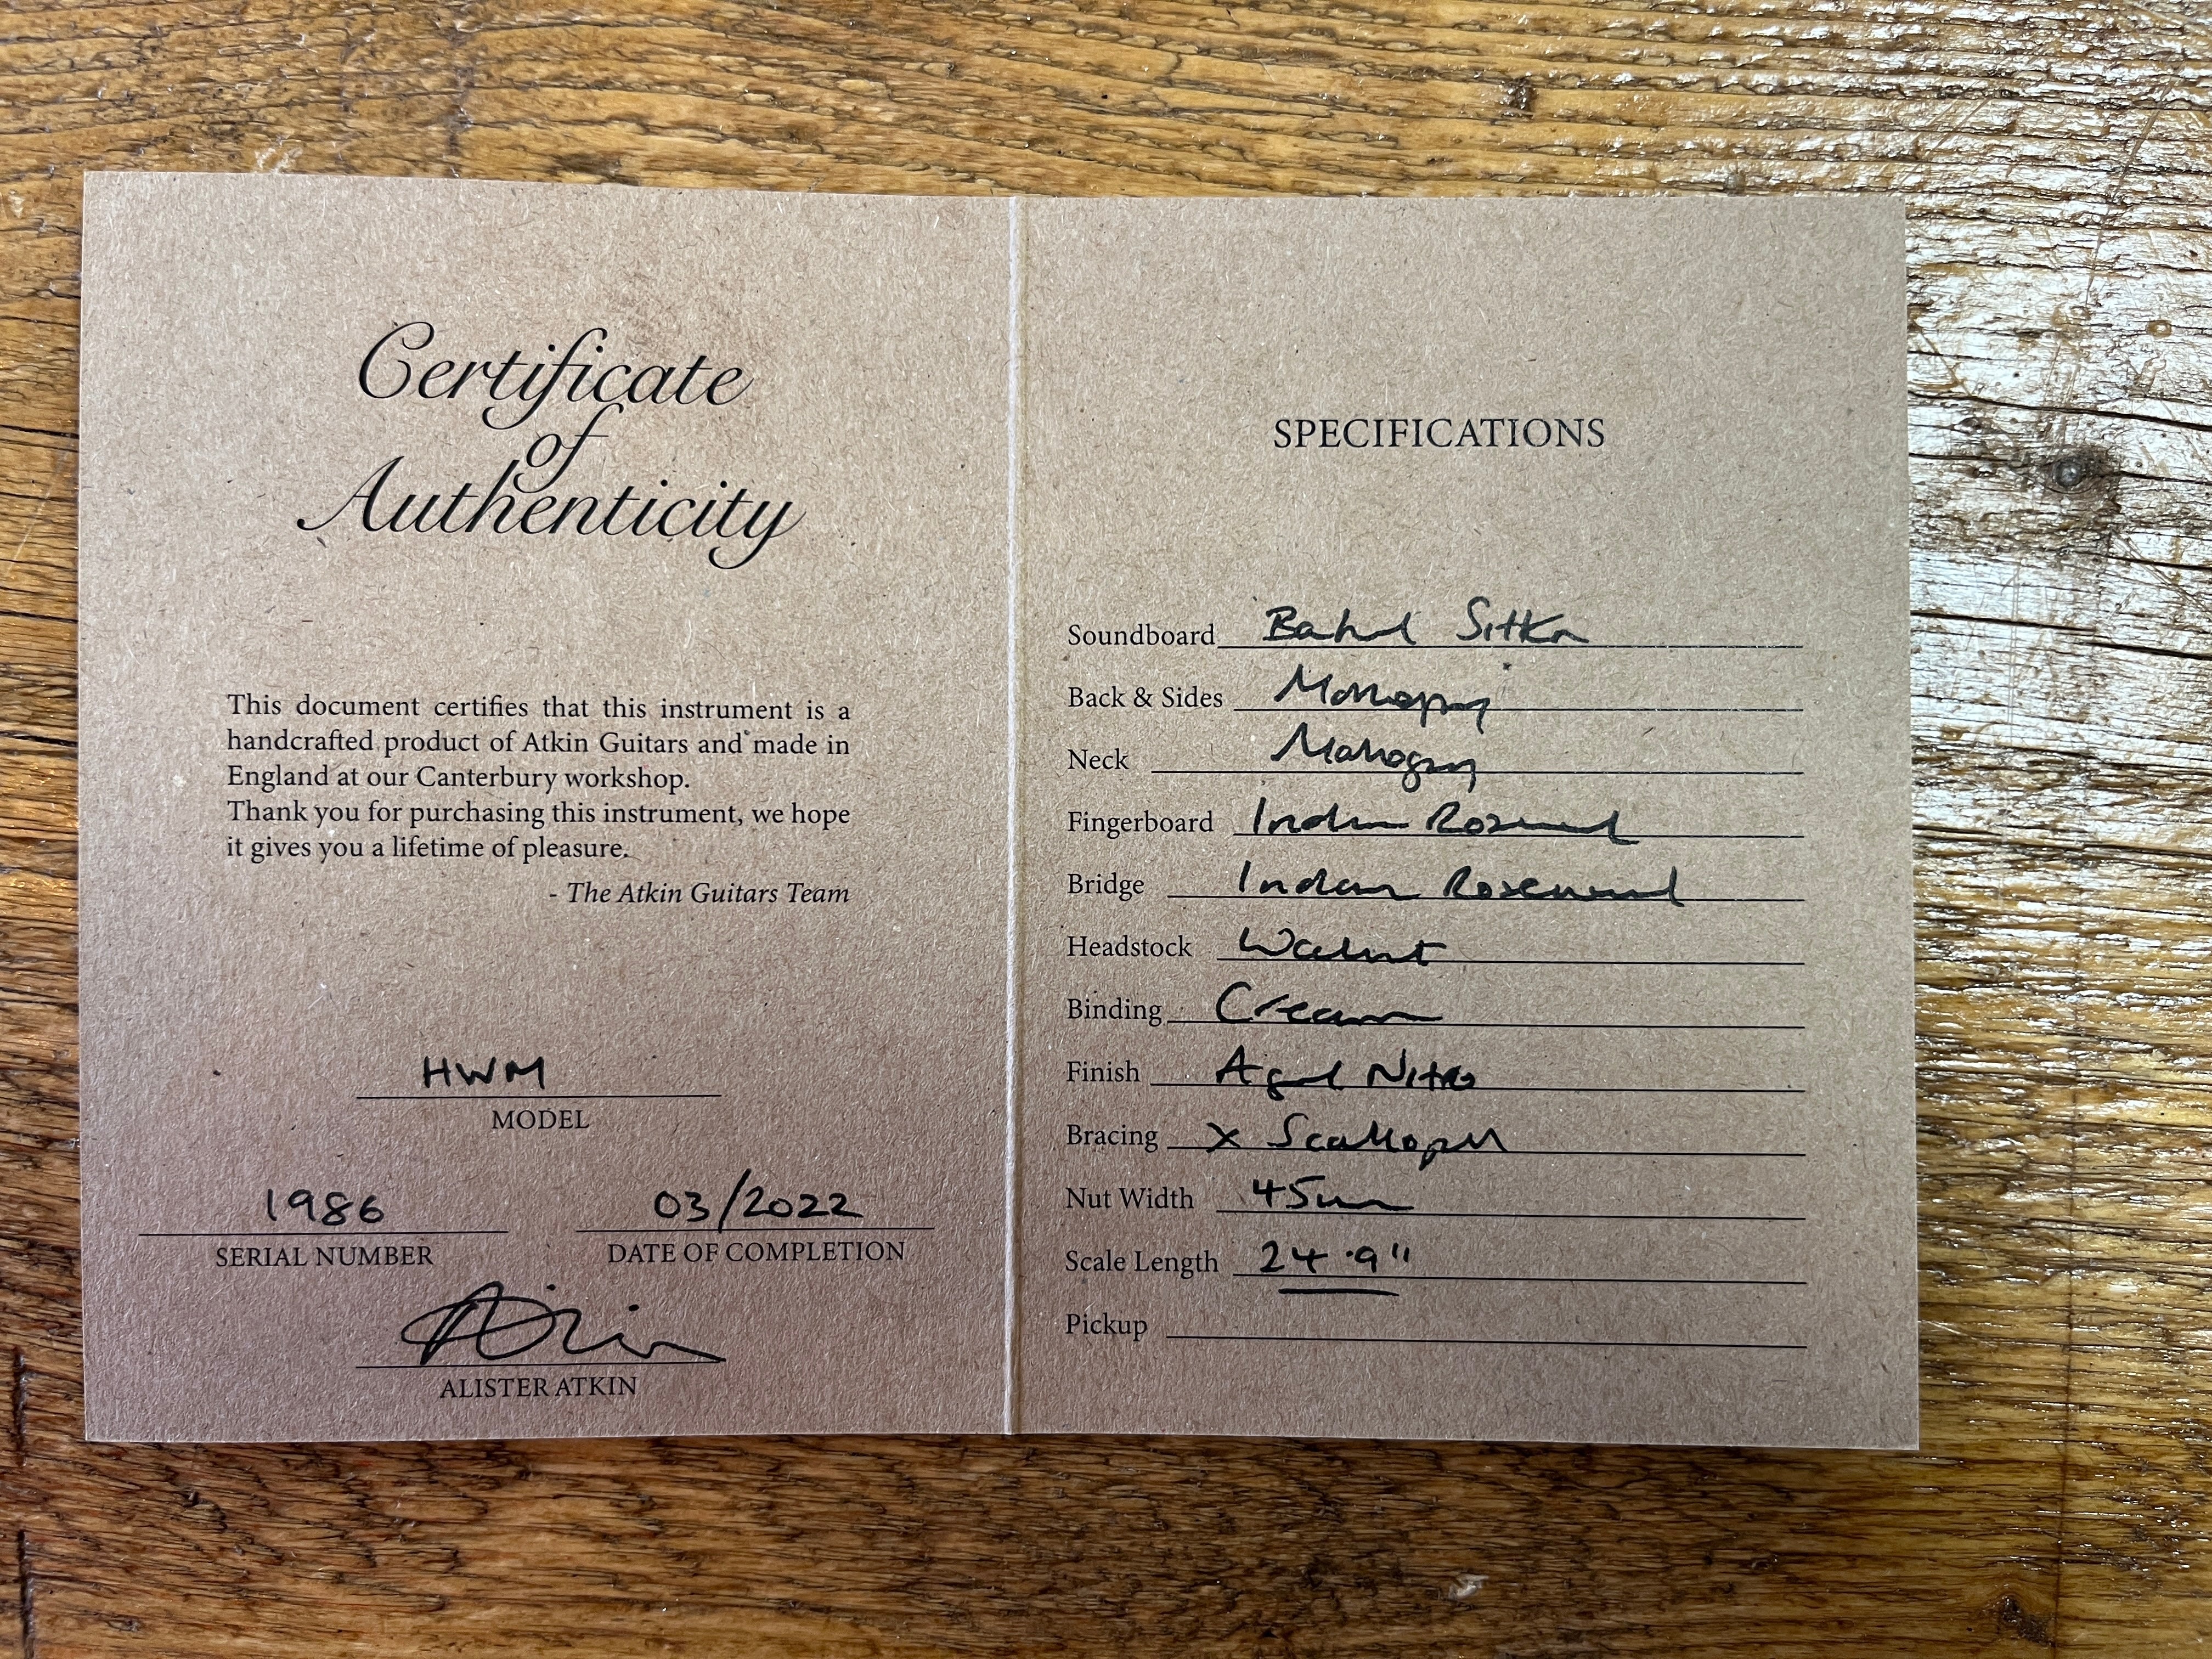 Certificate
of
Authenticity
This document certifies that this instrument is a
handcrafted product of Atkin Guitars and made in
England at our Canterbury workshop.
Thank you for purchasing this instrument, we hope
it gives you a lifetime of pleasure.
- The Atkin Guitars Team
HWM
MODEL
1986
SERIAL NUMBER
03/2022
DATE OF COMPLETION
ALISTER ATKIN
SPECIFICATIONS
Soundboard Baked Sitka
Back & Sides Mahogany
Neck Mahogany
Fingerboard Indian Rosewood
Bridge Indian Rosewood
Headstock Walnut
Binding Cream
Finish Aged Nitro
Bracing X Scalloped
Nut Width 45mm
Scale Length 24.9"
Pickup